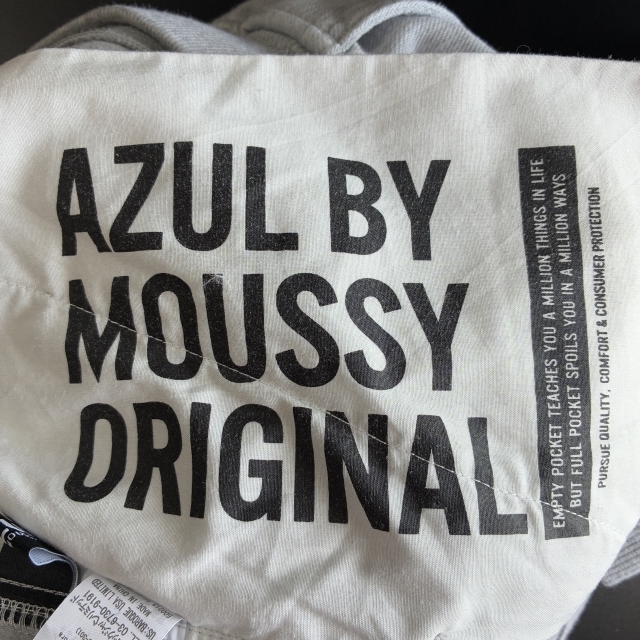 AZUL BY
MOUSSY
ORIGINAL
EMPTY POCKET TEACHES YOU A MILLION THINGS IN LIFE
BUT FULL POCKET SPOILS YOU IN A MILLION WAYS
PURSUE QUALITY, COMFORT & CONSUMER PROTECTION